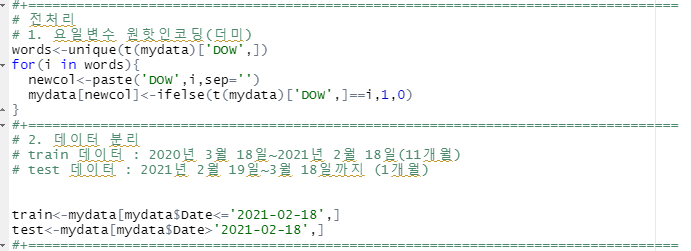 #+==============================================================================
# 전처리
# 1. 요일변수 원핫인코딩(더미)
words<-unique(t(mydata)['DOW',])
for(i in words){
  newcol<-paste('DOW',i,sep='')
  mydata[newcol]<-ifelse(t(mydata)['DOW',]==i,1,0)
}
#+==============================================================================
# 2. 데이터 분리
# train 데이터 : 2020년 3월 18일~2021년 2월 18일(11개월)
# test 데이터 : 2021년 2월 19일~3월 18일까지 (1개월)
train<-mydata[mydata$Date<='2021-02-18',]
test<-mydata[mydata$Date>'2021-02-18',]
#+==============================================================================